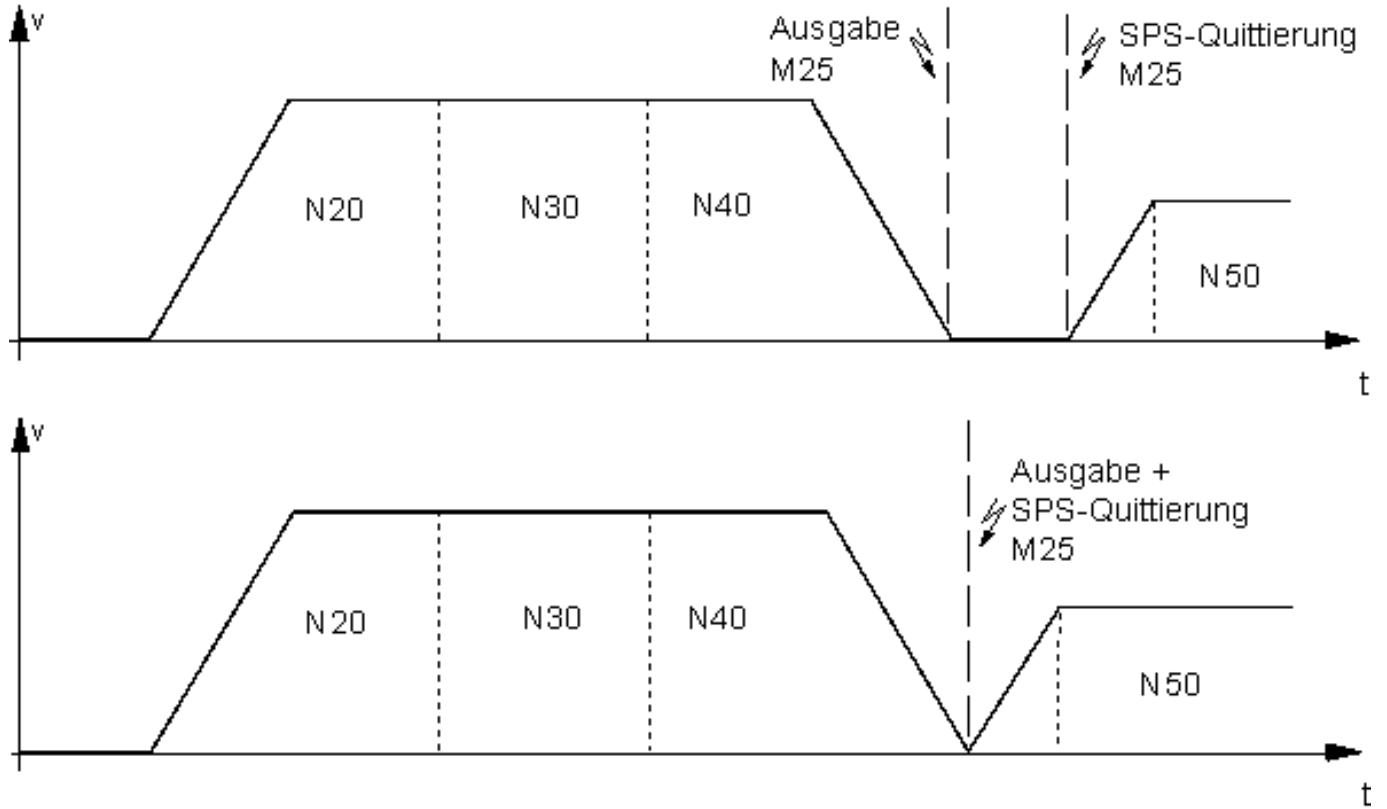 v
Ausgabe
M25
SPS-Quittierung
M25
N20
N30
N40
N50
t
v
Ausgabe +
SPS-Quittierung
M25
N20
N30
N40
N50
t